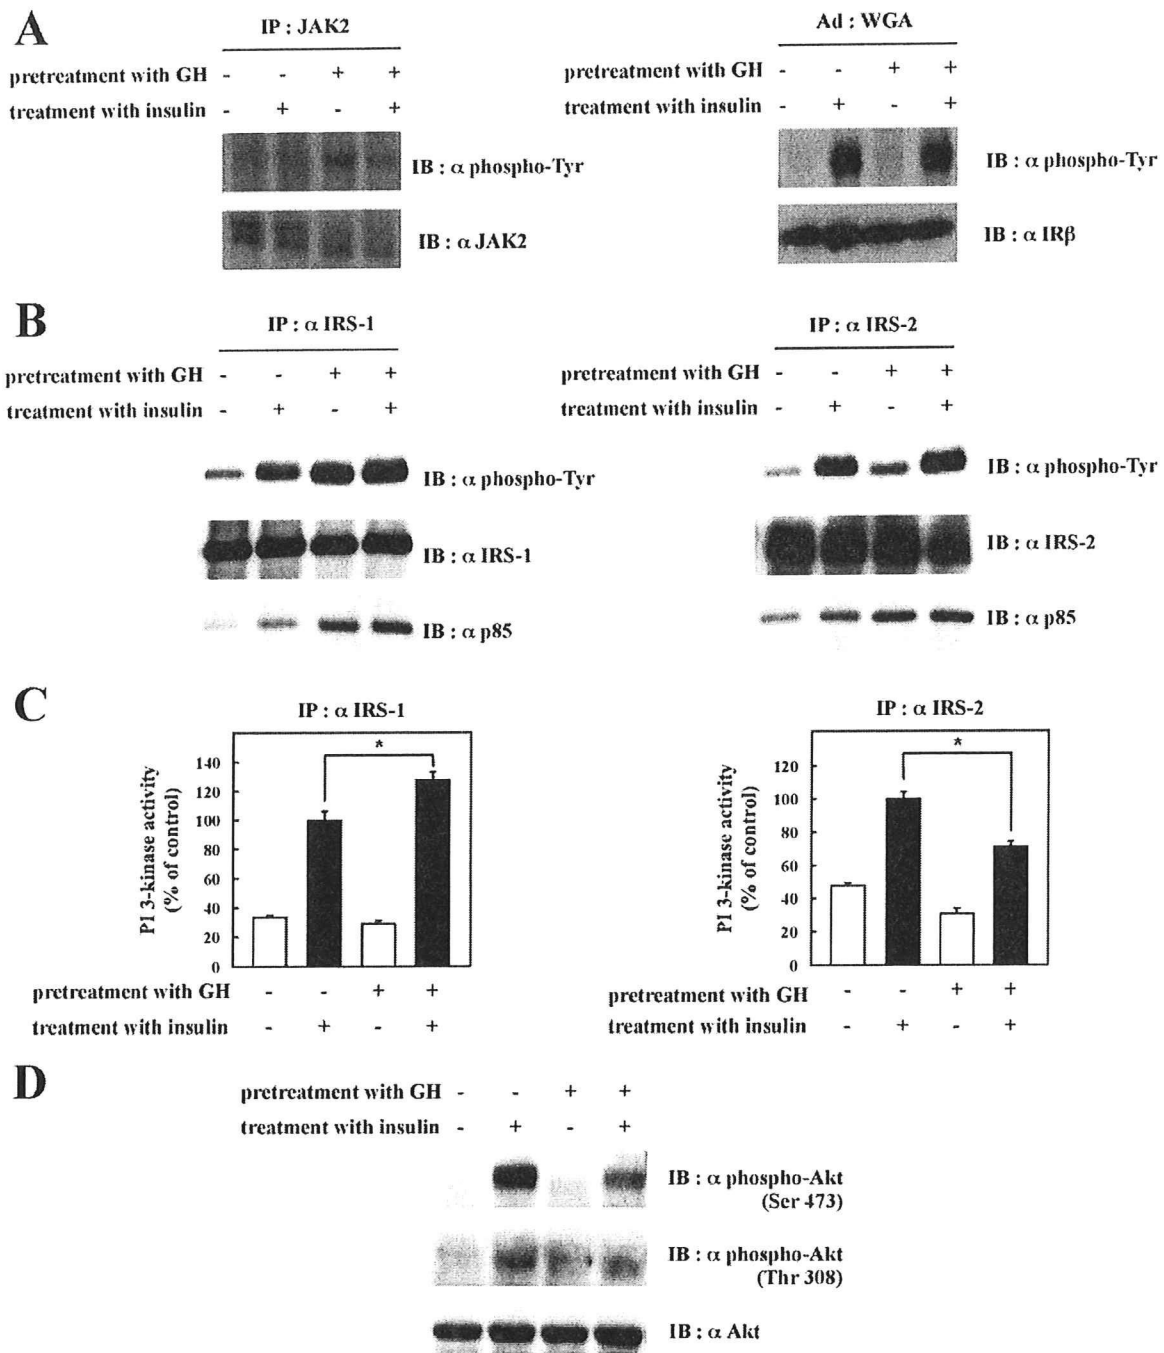 A
IP : JAK2
pretreatment with GH - - + +
treatment with insulin - + - +
IB : α phospho-Tyr
IB : α JAK2
Ad : WGA
pretreatment with GH - - + +
treatment with insulin - + - +
IB : α phospho-Tyr
IB : α IRβ
B
IP : α IRS-1
pretreatment with GH - - + +
treatment with insulin - + - +
IB : α phospho-Tyr
IB : α IRS-1
IB : α p85
IP : α IRS-2
pretreatment with GH - - + +
treatment with insulin - + - +
IB : α phospho-Tyr
IB : α IRS-2
IB : α p85
C
IP : α IRS-1
PI 3-kinase activity
(% of control)
140
120
100
80
60
40
20
0
*
pretreatment with GH - - + +
treatment with insulin - + - +
IP : α IRS-2
PI 3-kinase activity
(% of control)
120
100
80
60
40
20
0
*
pretreatment with GH - - + +
treatment with insulin - + - +
D
pretreatment with GH - - + +
treatment with insulin - + - +
IB : α phospho-Akt
(Ser 473)
IB : α phospho-Akt
(Thr 308)
IB : α Akt